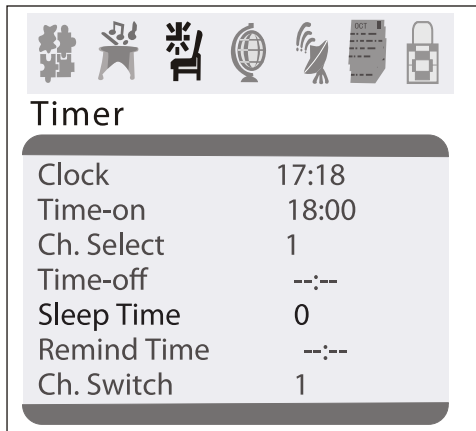 OCT
Timer
Clock 17:18
Time-on 18:00
Ch. Select 1
Time-off --:--
Sleep Time 0
Remind Time --:--
Ch. Switch 1